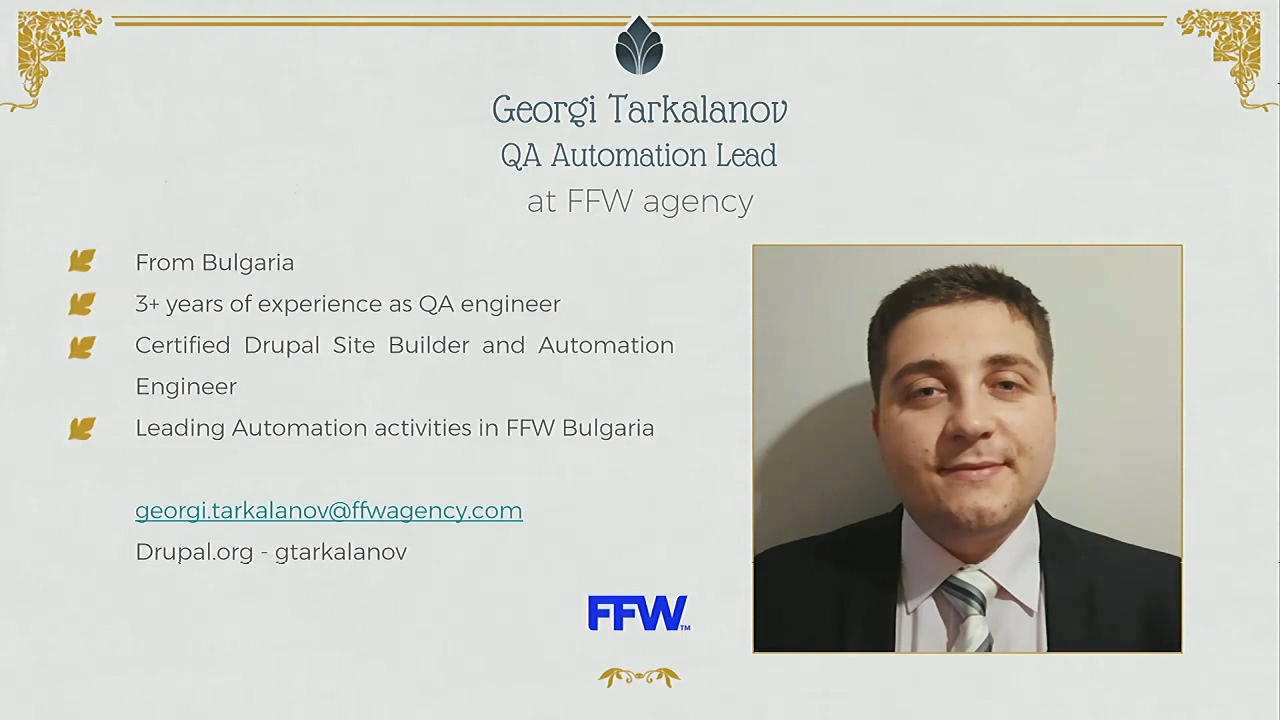 Georgi Tarkalanov
QA Automation Lead
at FFW agency
From Bulgaria
3+ years of experience as QA engineer
Certified Drupal Site Builder and Automation
Engineer
Leading Automation activities in FFW Bulgaria
georgi.tarkalanov@ffwagency.com
Drupal.org - gtarkalanov
FFW™